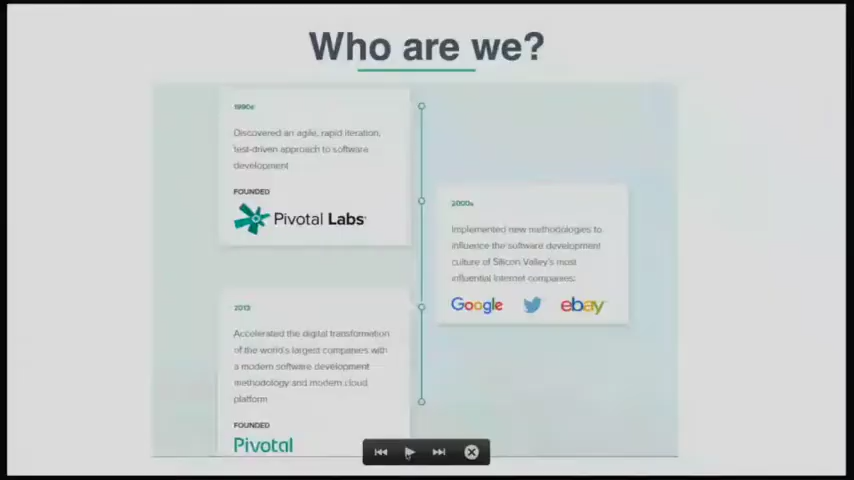 Who are we?
1990s
Discovered an agile, rapid iteration,
test-driven approach to software
development
FOUNDED
Pivotal Labs
2000s
Implemented new methodologies to
influence the software development
culture of Silicon Valley's most
influential Internet companies:
Google
ebay
2013
Accelerated the digital transformation
of the world's largest companies with
a modern software development
methodology and modern cloud
platform
FOUNDED
Pivotal